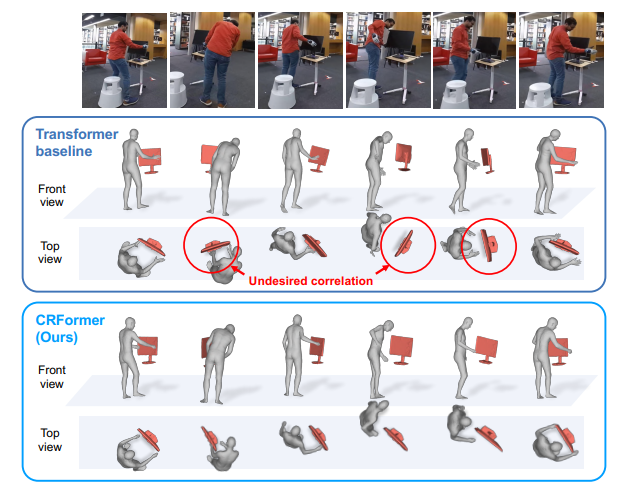 Transformer
baseline
Front
view
Top
view
Undesired correlation
CRFormer
(Ours)
Front
view
Top
view